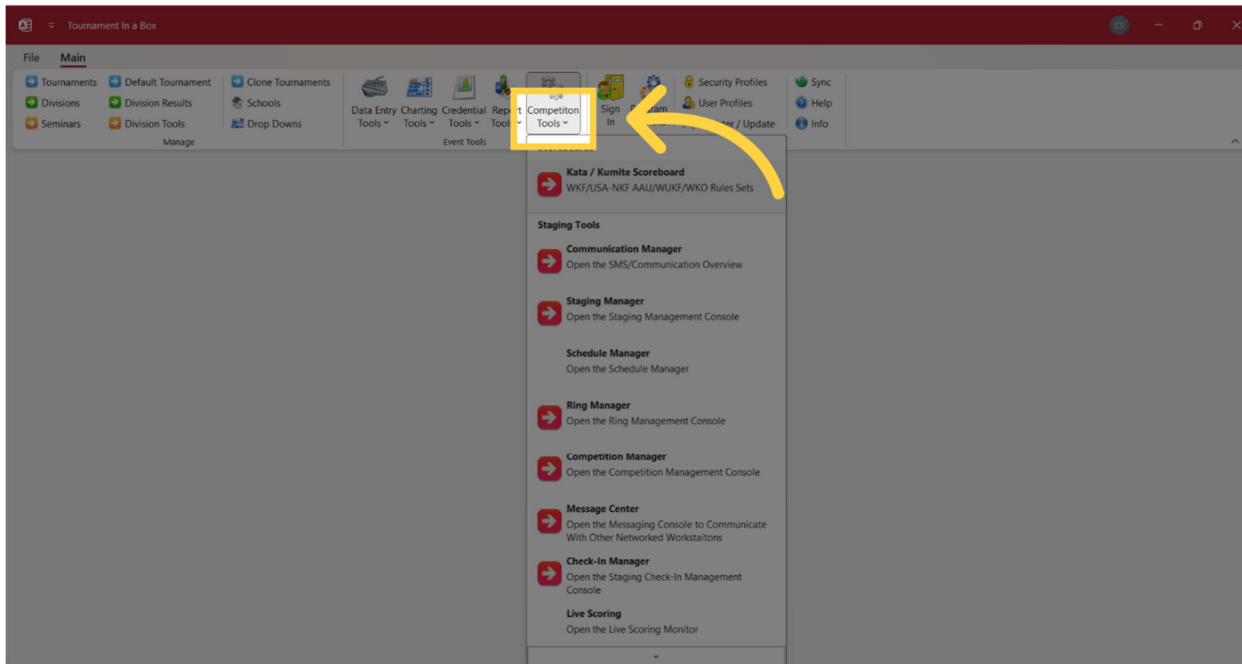 Tournament In a Box
CS
File Main
Tournaments Default Tournament Clone Tournaments
Divisions Division Results Schools
Seminars Division Tools Drop Downs
Manage
Data Entry Tools
Charting Tools
Credential Tools
Report
Competiton Tools
Event Tools
Sign In
Security Profiles
User Profiles
/ Update
Sync
Help
Info
Kata / Kumite Scoreboard
WKF/USA-NKF AAU/WUKF/WKO Rules Sets
Staging Tools
Communication Manager
Open the SMS/Communication Overview
Staging Manager
Open the Staging Management Console
Schedule Manager
Open the Schedule Manager
Ring Manager
Open the Ring Management Console
Competition Manager
Open the Competition Management Console
Message Center
Open the Messaging Console to Communicate
With Other Networked Workstaitons
Check-In Manager
Open the Staging Check-In Management
Console
Live Scoring
Open the Live Scoring Monitor